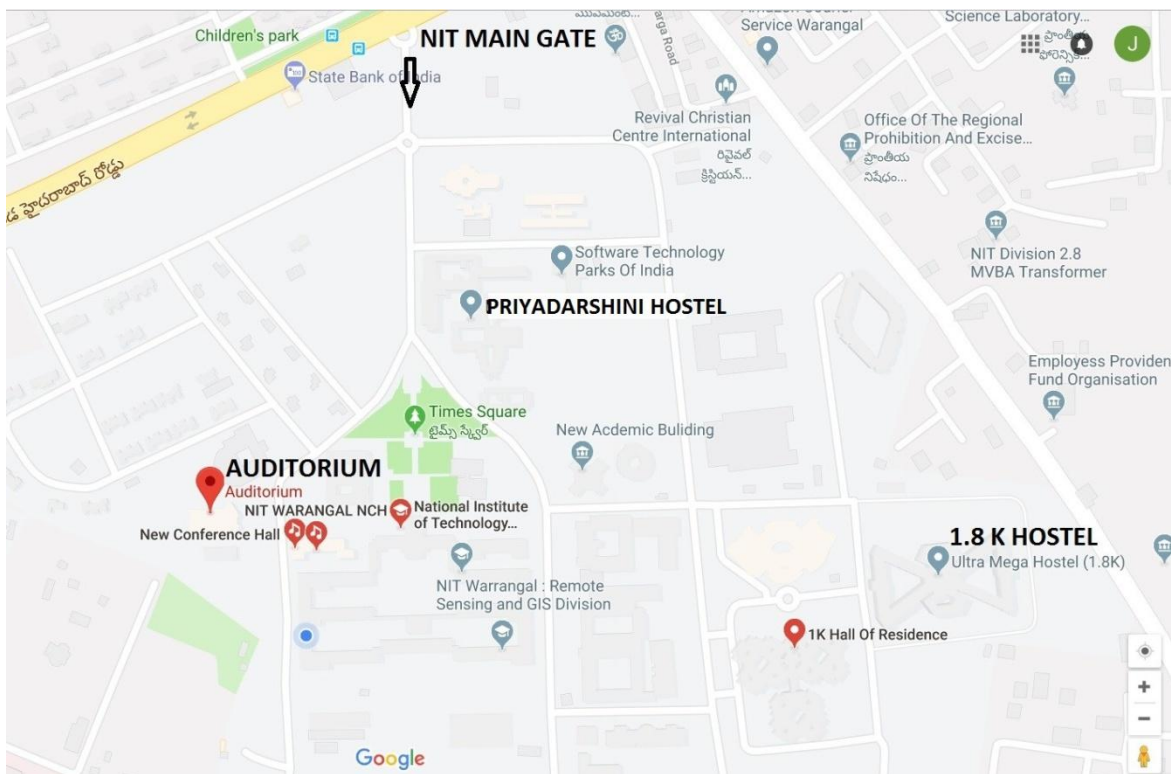 Children's park
NIT MAIN GATE
Service Warangal
Science Laboratory...
ప్రాంతీయ
ఫోరెన్సిక్...
J
State Bank of India
Revival Christian
Centre International
రివైవల్
క్రిస్టియన్...
Office Of The Regional
Prohibition And Excise...
ప్రాంతీయ
నిషేధం...
హైదరాబాద్ రోడ్డు
Software Technology
Parks Of India
NIT Division 2.8
MVBA Transformer
PRIYADARSHINI HOSTEL
Employess Providen
Fund Organisation
Times Square
టైమ్స్ స్క్వేర్
New Acdemic Buliding
AUDITORIUM
Auditorium
NIT WARANGAL NCH
National Institute
of Technology...
New Conference Hall
1.8 K HOSTEL
Ultra Mega Hostel (1.8K)
NIT Warrangal : Remote
Sensing and GIS Division
1K Hall Of Residence
Google